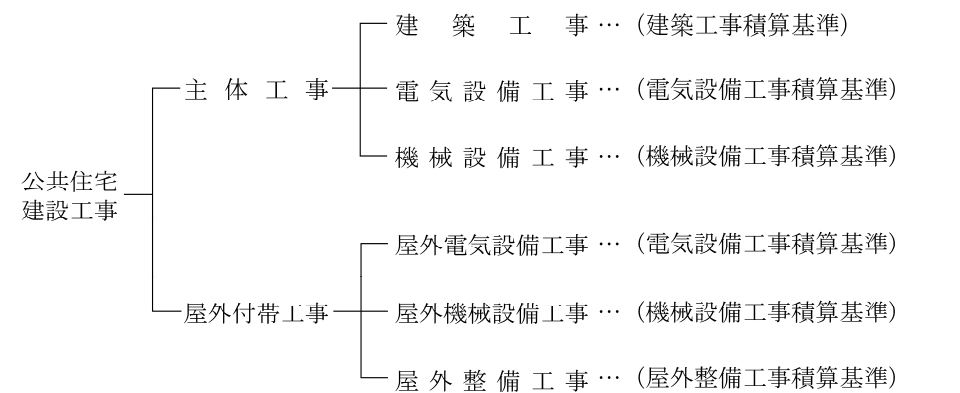 建築工事…（建築工事積算基準）
主体工事
電気設備工事…（電気設備工事積算基準）
機械設備工事…（機械設備工事積算基準）
公共住宅
建設工事
屋外電気設備工事…（電気設備工事積算基準）
屋外付帯工事
屋外機械設備工事…（機械設備工事積算基準）
屋外整備工事…（屋外整備工事積算基準）